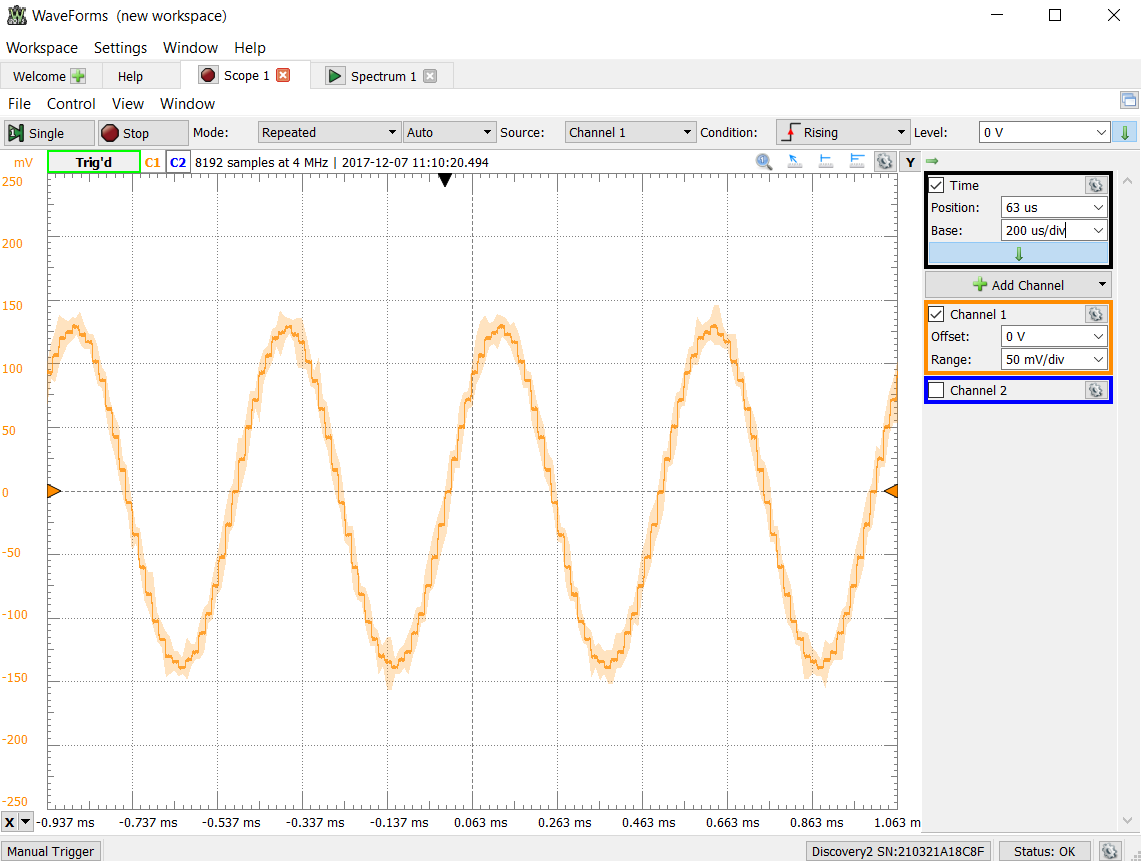 WaveForms (new workspace)
Workspace Settings Window Help
Welcome Help Scope 1 Spectrum 1
File Control View Window
Single Stop Mode: Repeated Auto Source: Channel 1 Condition: Rising Level: 0 V
mV Trig'd C1 C2 8192 samples at 4 MHz | 2017-12-07 11:10:20.494 Y
250
200
150
100
50
0
-50
-100
-150
-200
-250
X -0.937 ms -0.737 ms -0.537 ms -0.337 ms -0.137 ms 0.063 ms 0.263 ms 0.463 ms 0.663 ms 0.863 ms 1.063 m
Time
Position: 63 us
Base: 200 us/div
Add Channel
Channel 1
Offset: 0 V
Range: 50 mV/div
Channel 2
Manual Trigger Discovery2 SN:210321A18C8F Status: OK